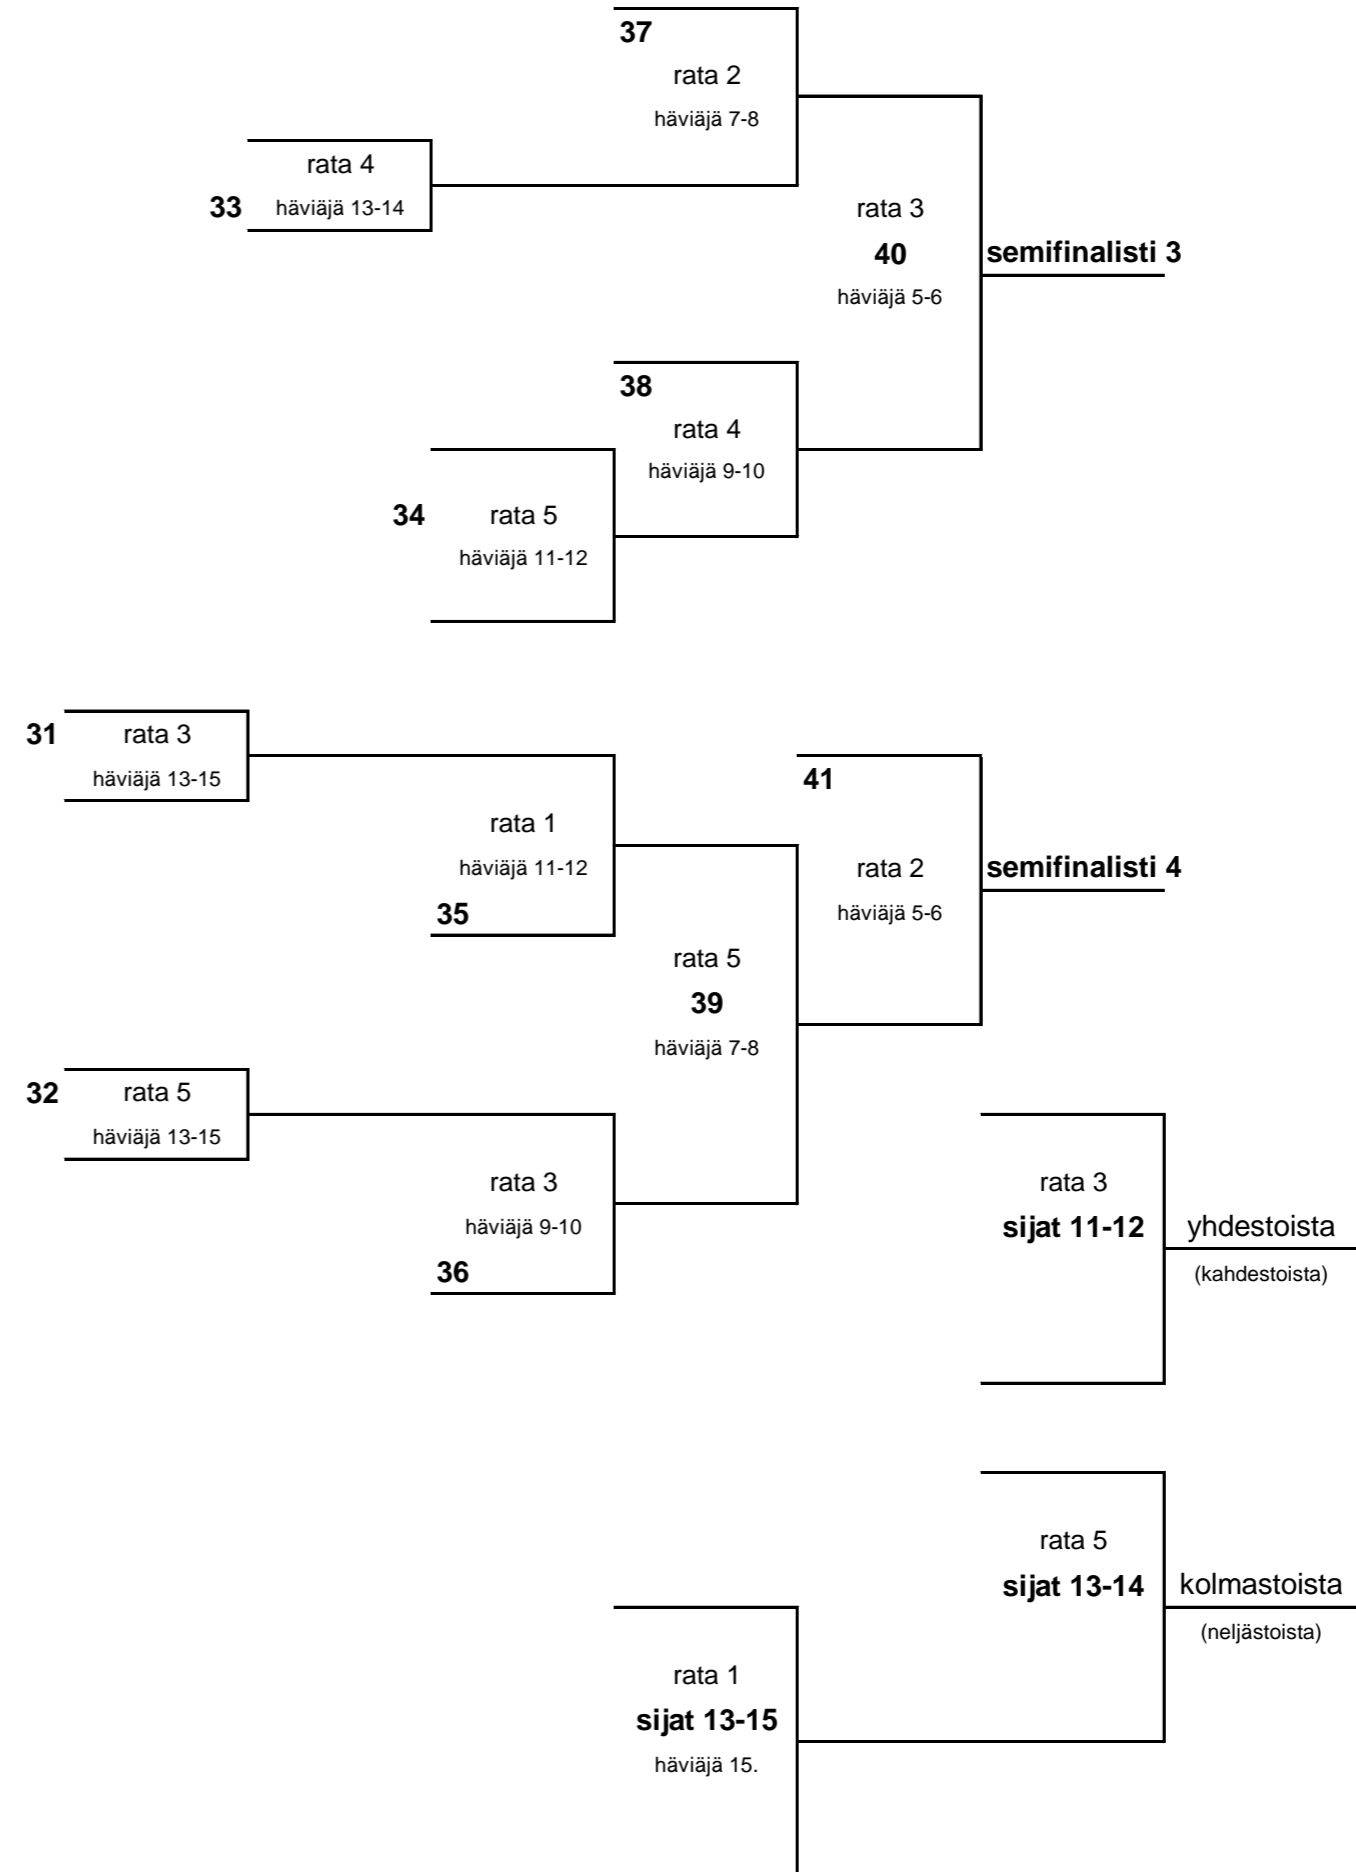 37
rata 2
häviäjä 7-8
rata 4
33
häviäjä 13-14
rata 3
40
häviäjä 5-6
semifinalisti 3
38
rata 4
häviäjä 9-10
34
rata 5
häviäjä 11-12
31
rata 3
häviäjä 13-15
rata 1
häviäjä 11-12
35
41
rata 2
häviäjä 5-6
semifinalisti 4
rata 5
39
häviäjä 7-8
32
rata 5
häviäjä 13-15
rata 3
häviäjä 9-10
36
rata 3
sijat 11-12
yhdestoista
(kahdestoista)
rata 5
sijat 13-14
kolmastoista
(neljästoista)
rata 1
sijat 13-15
häviäjä 15.